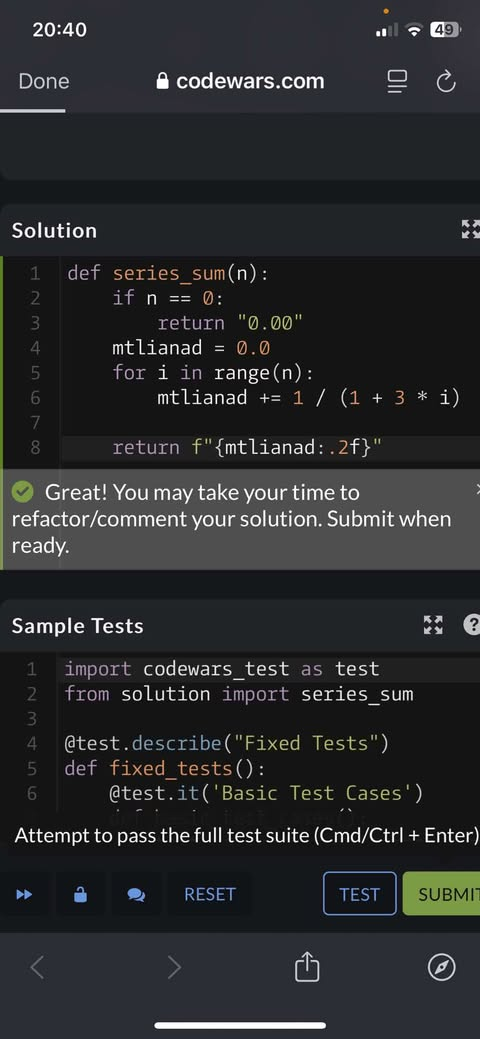 20:40
49
Done
codewars.com
Solution
1 def series_sum(n):
2     if n == 0:
3         return "0.00"
4     mtlianad = 0.0
5     for i in range(n):
6         mtlianad += 1 / (1 + 3 * i)
7
8     return f"{mtlianad:.2f}"
Great! You may take your time to
refactor/comment your solution. Submit when
ready.
Sample Tests
?
1 import codewars_test as test
2 from solution import series_sum
3
4 @test.describe("Fixed Tests")
5 def fixed_tests():
6     @test.it('Basic Test Cases')
Attempt to pass the full test suite (Cmd/Ctrl + Enter)
RESET
TEST
SUBMIT